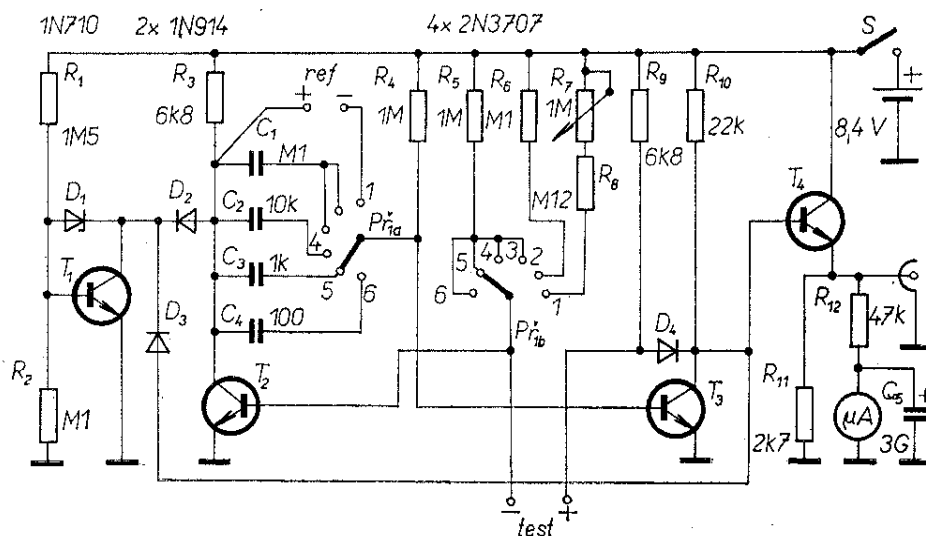 1N710 2x 1N914 4x 2N3707
R1 1M5
R3 6k8
+ ref -
R4 1M
R5 1M
R6 M1
R7 1M
R9 6k8
R10 22k
S
+
8,4 V
C1 M1
D1
D2
C2 10k
4
1
Př1a
C3 1k
5
6
C4 100
M12
R8
5 4 3 2
6 1
Př1b
T1
D3
T4
R12 47k
R2 M1
T2
D4
T3
R11 2k7
µA
C5 +
3G
- test +